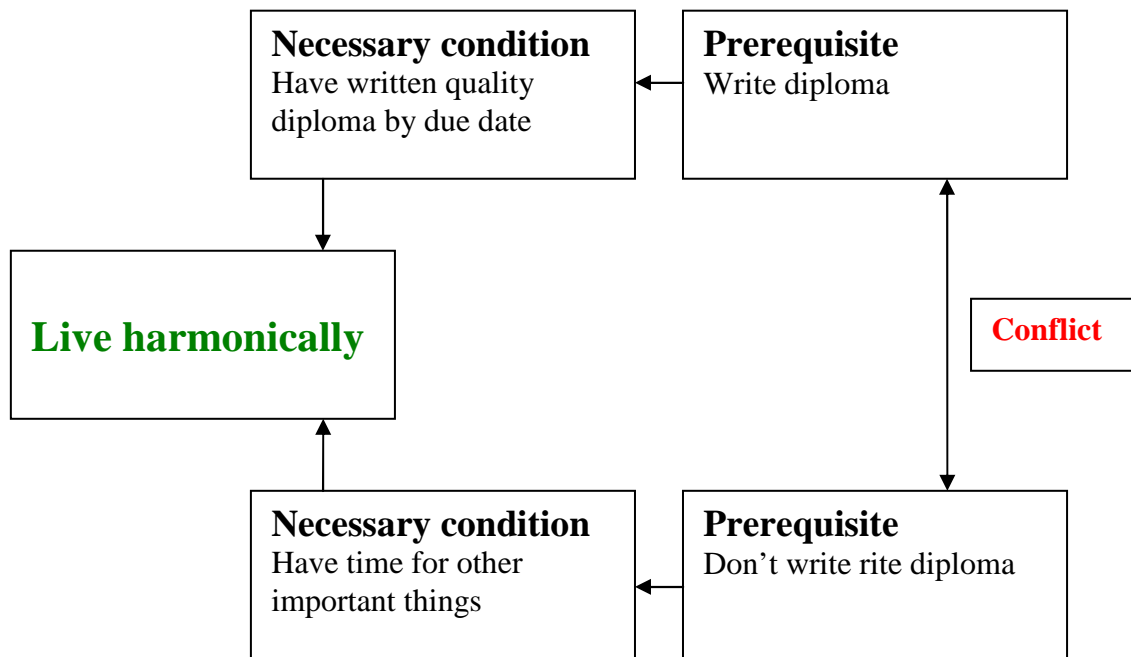 Necessary condition
Have written quality
diploma by due date
Prerequisite
Write diploma
Live harmonically
Conflict
Necessary condition
Have time for other
important things
Prerequisite
Don’t write rite diploma